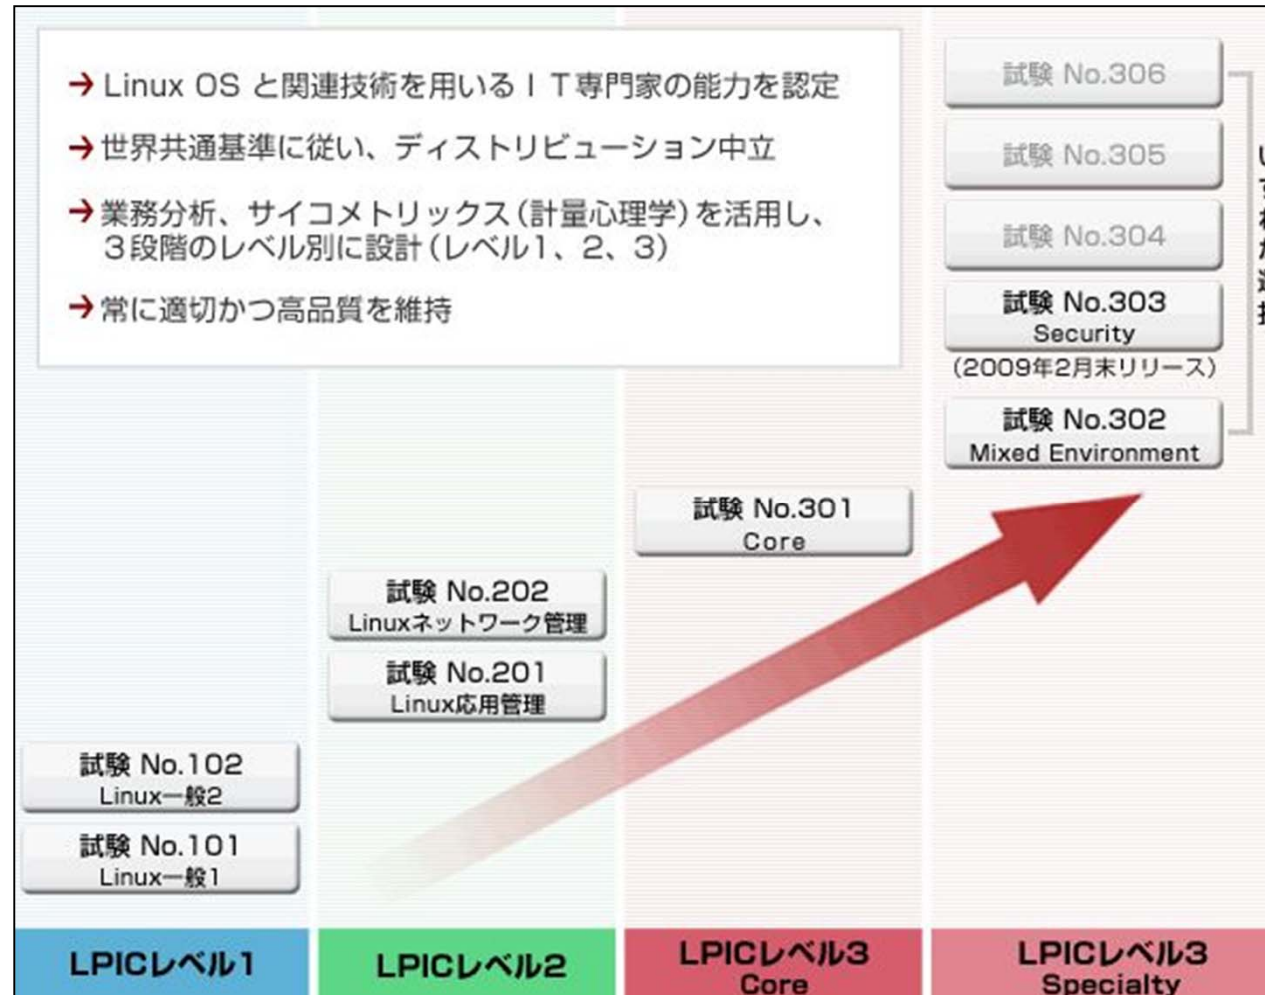 → Linux OS と関連技術を用いるIT専門家の能力を認定
→ 世界共通基準に従い、ディストリビューション中立
→ 業務分析、サイコメトリックス(計量心理学)を活用し、
3段階のレベル別に設計(レベル1、2、3)
→ 常に適切かつ高品質を維持
試験 No.306
試験 No.305
試験 No.304
試験 No.303
Security
(2009年2月末リリース)
試験 No.302
Mixed Environment
試験 No.301
Core
試験 No.202
Linuxネットワーク管理
試験 No.201
Linux応用管理
試験 No.102
Linux一般2
試験 No.101
Linux一般1
LPICレベル1
LPICレベル2
LPICレベル3
Core
LPICレベル3
Specialty